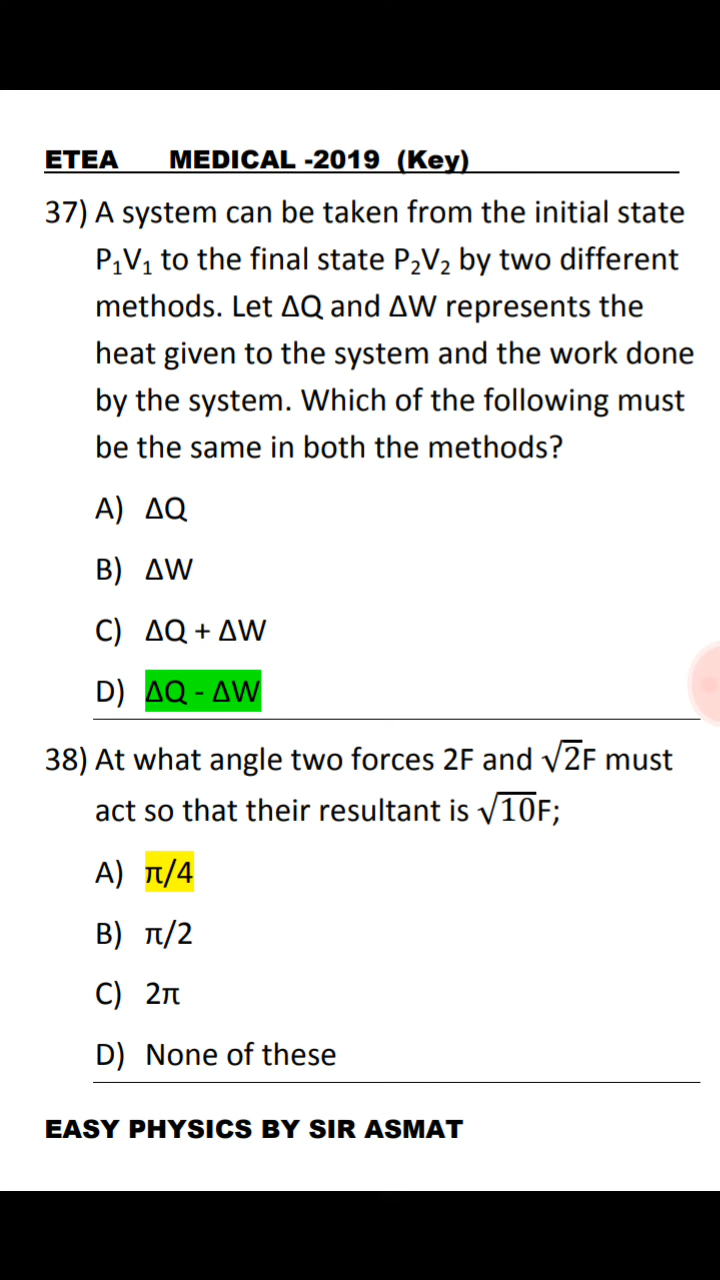 ETEA MEDICAL -2019 (Key)
37) A system can be taken from the initial state
P₁V₁ to the final state P₂V₂ by two different
methods. Let ΔQ and ΔW represents the
heat given to the system and the work done
by the system. Which of the following must
be the same in both the methods?
A) ΔQ
B) ΔW
C) ΔQ + ΔW
D) ΔQ - ΔW
38) At what angle two forces 2F and √2F must
act so that their resultant is √10F;
A) π/4
B) π/2
C) 2π
D) None of these
EASY PHYSICS BY SIR ASMAT